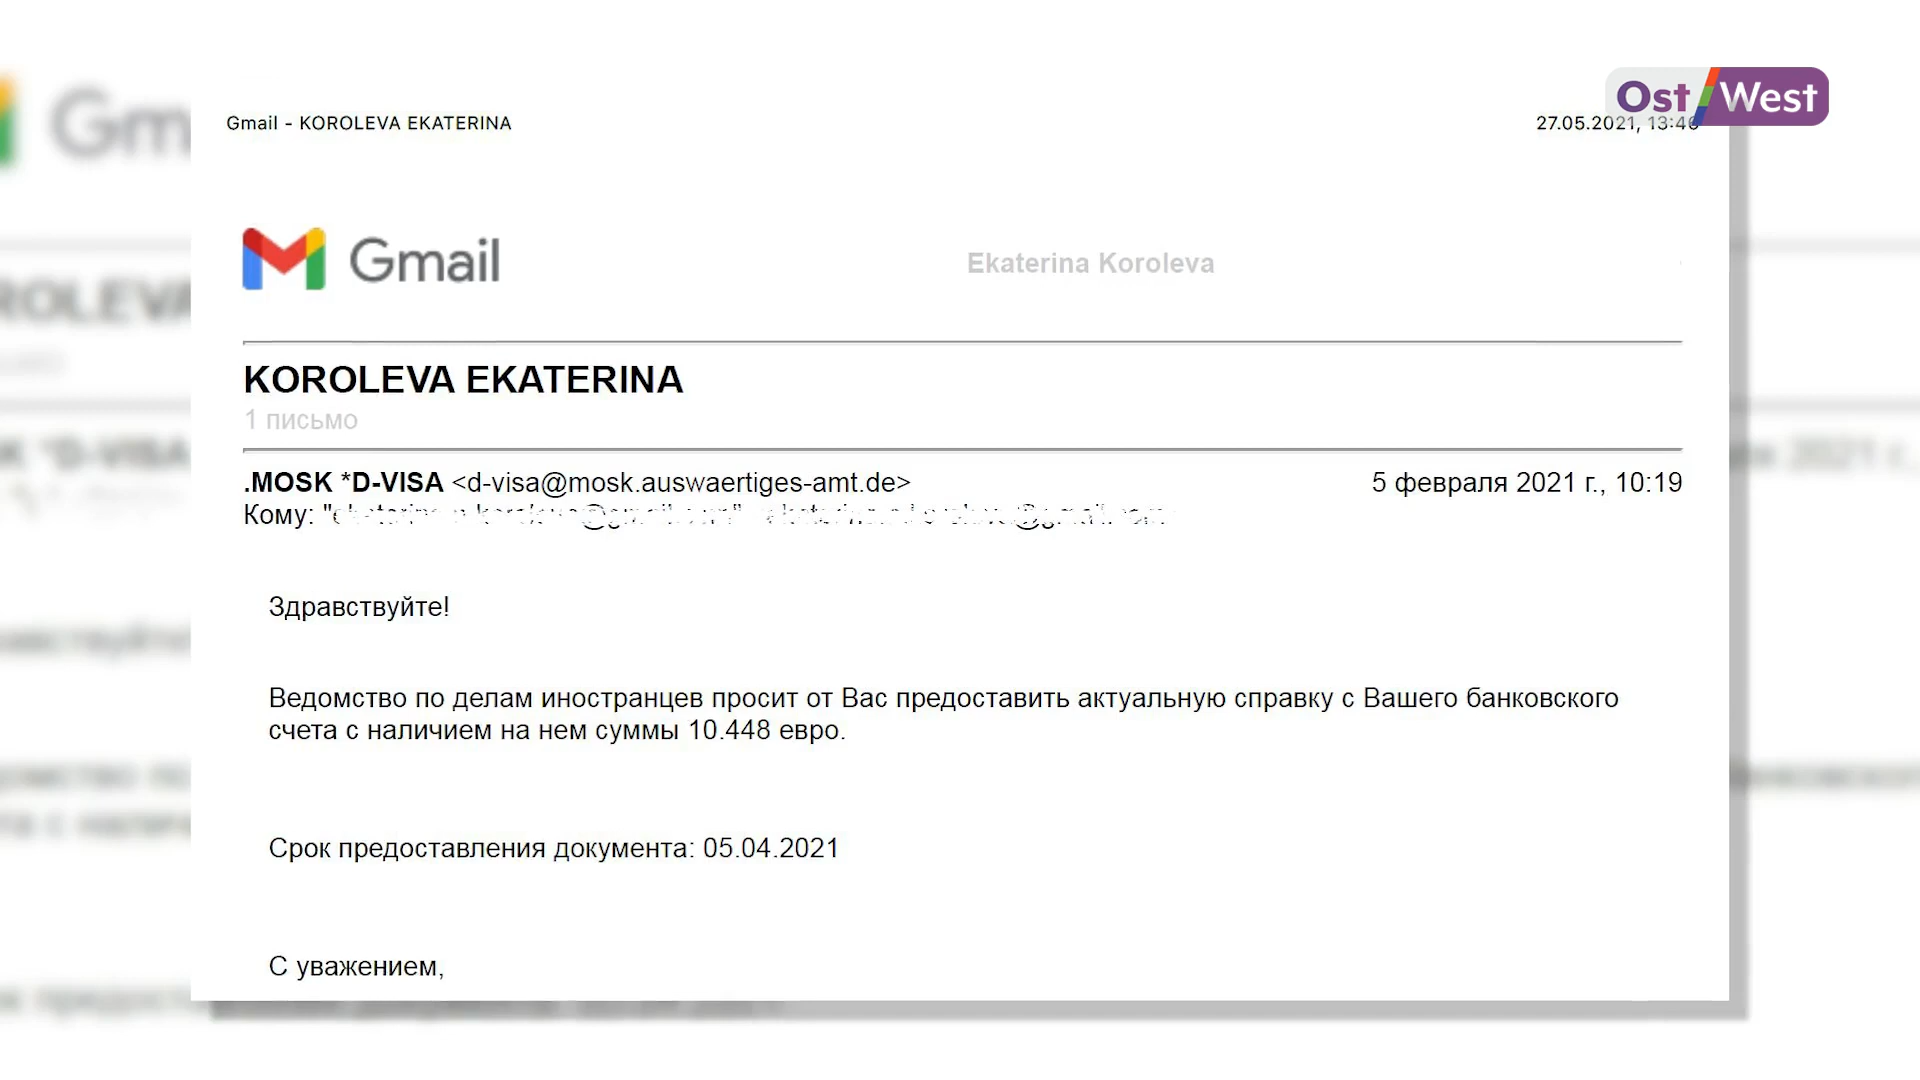 Ost West
Gmail - KOROLEVA EKATERINA
27.05.2021, 13:46
Gmail
Ekaterina Koroleva
KOROLEVA EKATERINA
1 письмо
.MOSK *D-VISA <d-visa@mosk.auswaertiges-amt.de>
5 февраля 2021 г., 10:19
Кому:
Здравствуйте!
Ведомство по делам иностранцев просит от Вас предоставить актуальную справку с Вашего банковского
счета с наличием на нем суммы 10.448 евро.
Срок предоставления документа: 05.04.2021
С уважением,